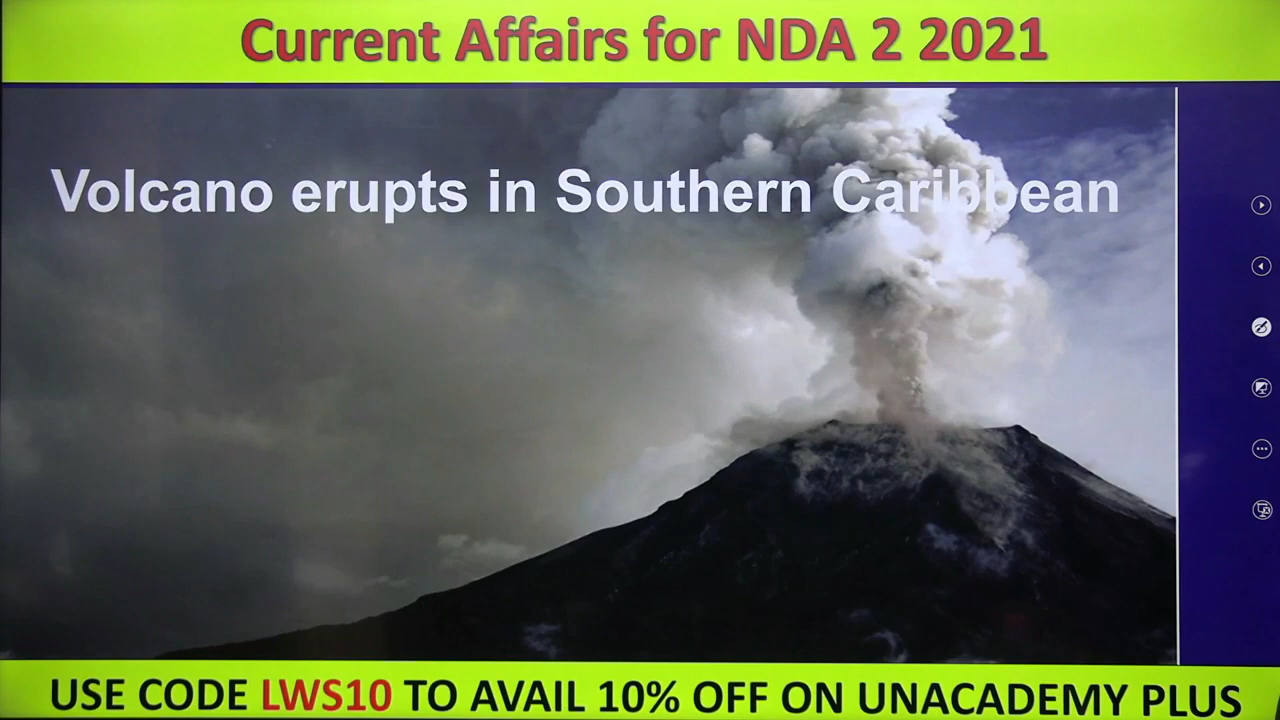 Current Affairs for NDA 2 2021
Volcano erupts in Southern Caribbean
USE CODE LWS10 TO AVAIL 10% OFF ON UNACADEMY PLUS